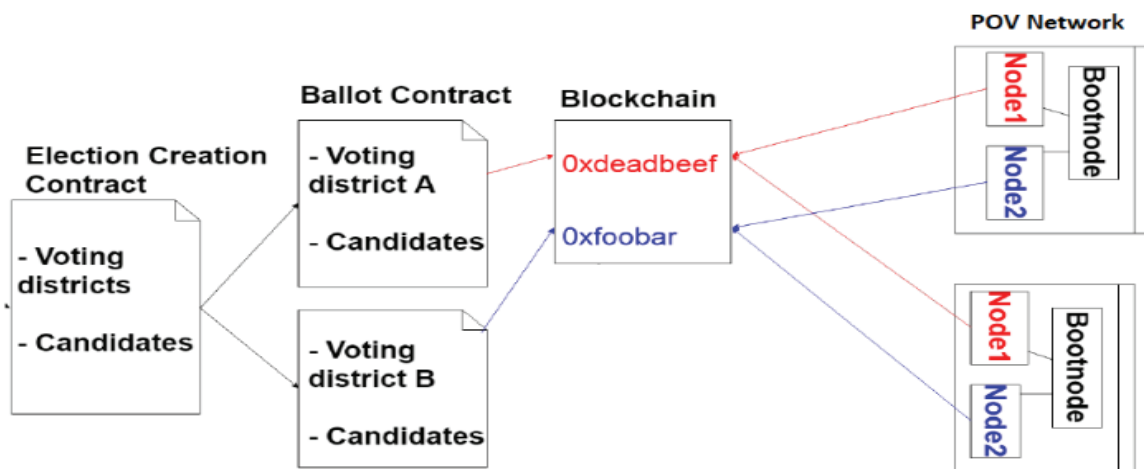 POV Network
Node1
Node2
Bootnode
Ballot Contract
Blockchain
Election Creation
Contract
- Voting
district A
- Candidates
0xdeadbeef
0xfoobar
- Voting
districts
- Candidates
- Voting
district B
- Candidates
Node1
Node2
Bootnode